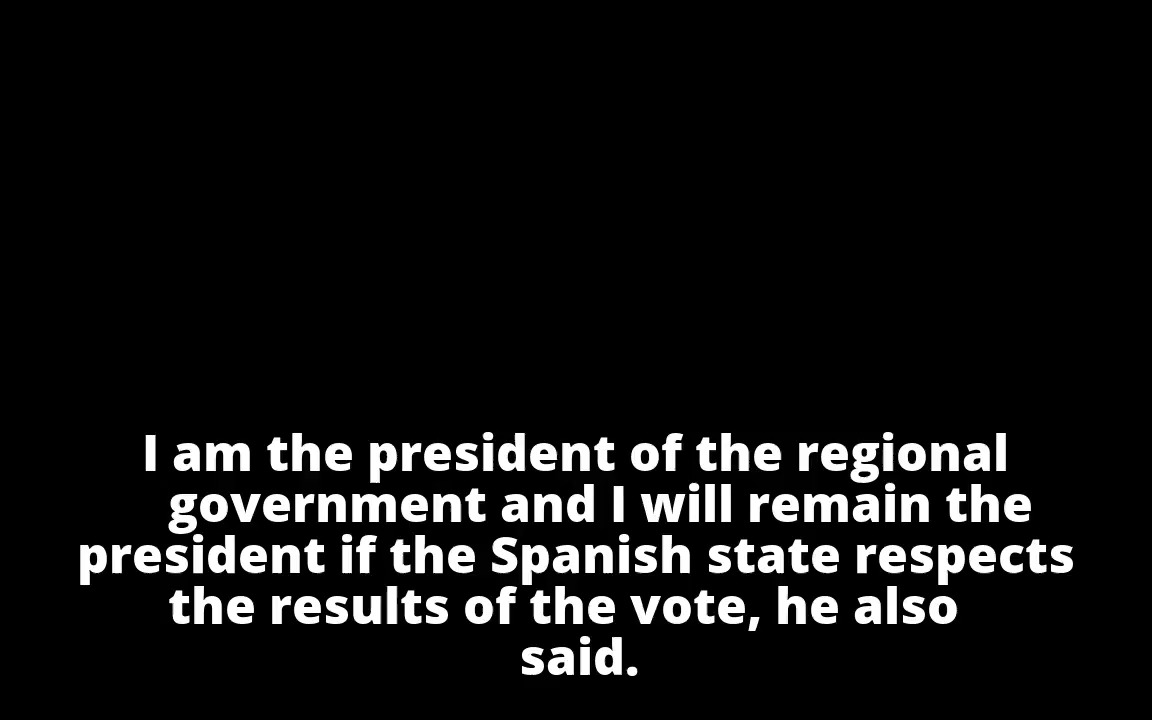 I am the president of the regional
government and I will remain the
president if the Spanish state respects
the results of the vote, he also
said.